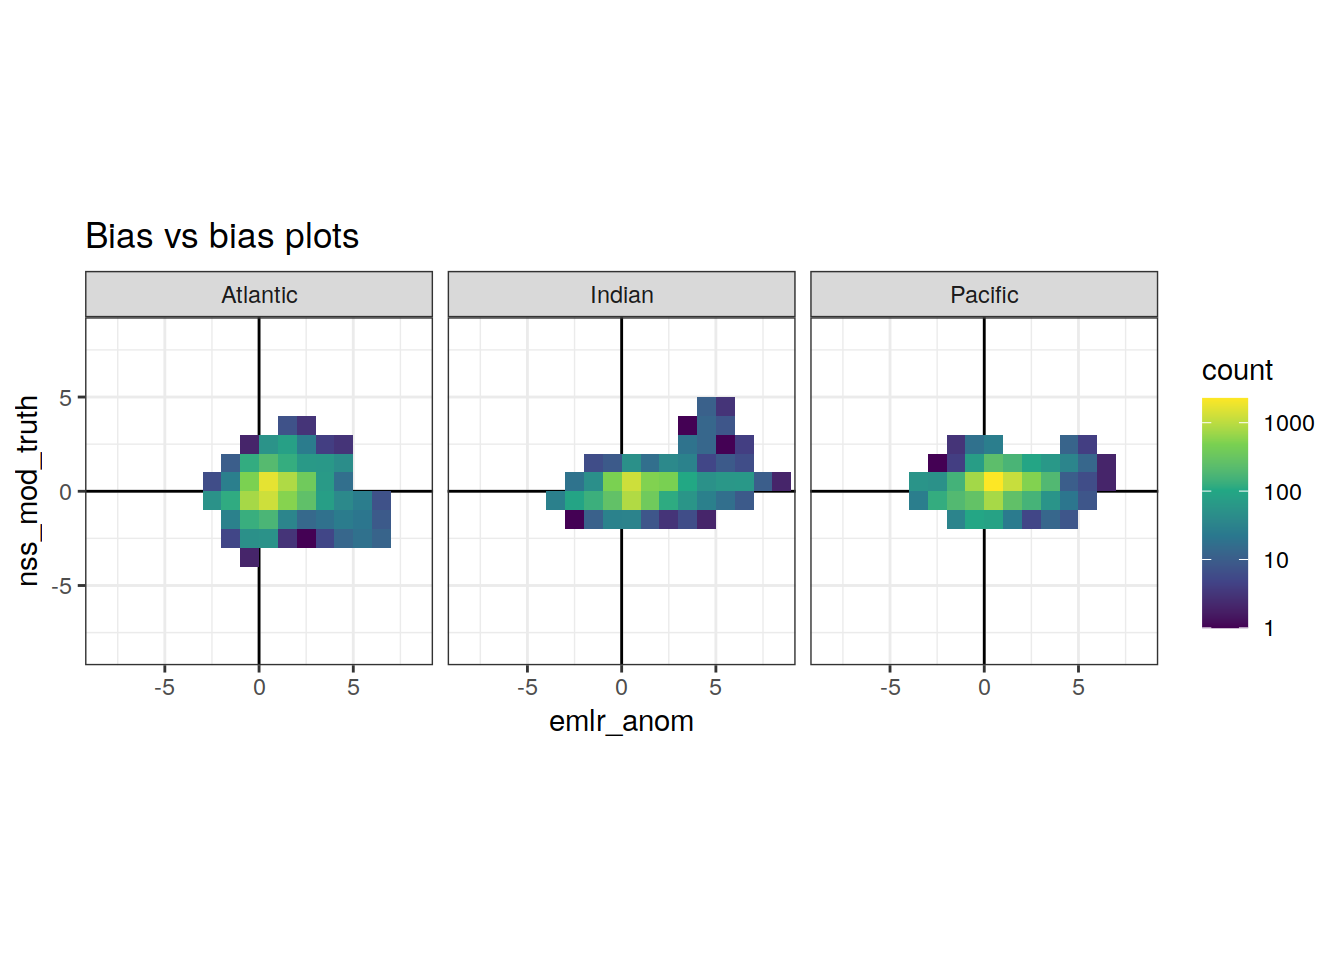 Bias vs bias plots
Atlantic Indian Pacific
nss_mod_truth
5
0
-5
-5 0 5 -5 0 5 -5 0 5
emlr_anom
count
1000
100
10
1